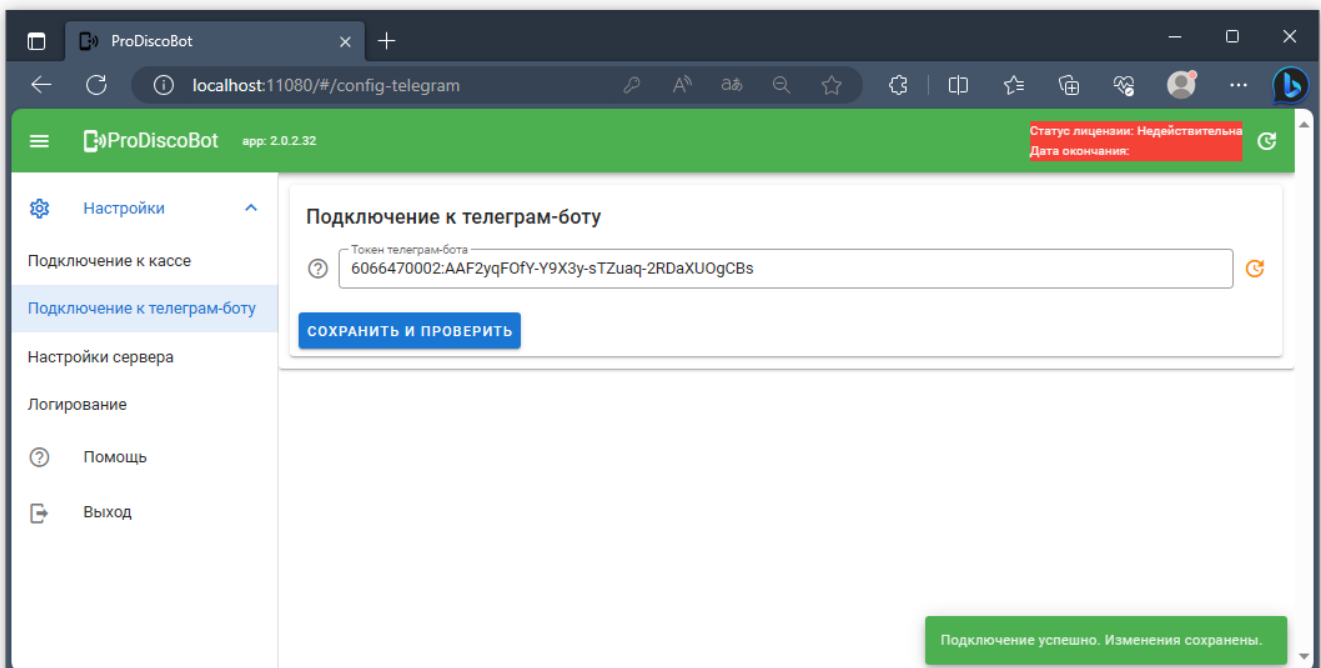 ProDiscoBot
localhost:11080/#/config-telegram
ProDiscoBot app: 2.0.2.32
Статус лицензии: Недействительна
Дата окончания:
Настройки
Подключение к кассе
Подключение к телеграм-боту
Настройки сервера
Логирование
Помощь
Выход
Подключение к телеграм-боту
Токен телеграм-бота
6066470002:AAF2yqFOfY-Y9X3y-sTZuaq-2RDaXUOgCBs
СОХРАНИТЬ И ПРОВЕРИТЬ
Подключение успешно. Изменения сохранены.